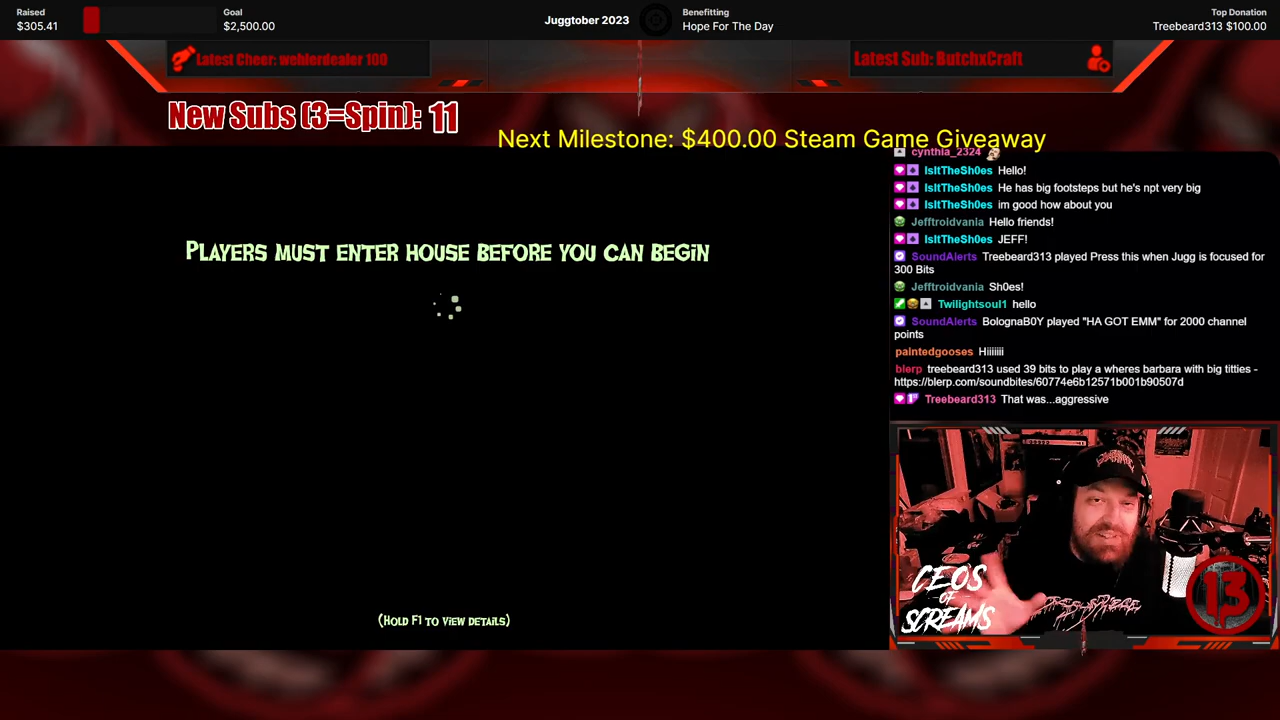 Raised
$305.41
Goal
$2,500.00
Juggtober 2023
Benefitting
Hope For The Day
Top Donation
Treebeard313 $100.00
Latest Cheer: wehlerdealer 100
Latest Sub: ButchxCraft
New Subs (3=Spin): 11
Next Milestone: $400.00 Steam Game Giveaway
cynthia_2324
IsItTheSh0es Hello!
IsItTheSh0es He has big footsteps but he's npt very big
IsItTheSh0es im good how about you
Jefftroidvania Hello friends!
IsItTheSh0es JEFF!
SoundAlerts Treebeard313 played Press this when Jugg is focused for
300 Bits
Jefftroidvania Sh0es!
Twilightsoul1 hello
SoundAlerts BolognaB0Y played "HA GOT EMM" for 2000 channel
points
paintedgooses Hiiiiiii
blerp treebeard313 used 39 bits to play a wheres barbara with big titties -
https://blerp.com/soundbites/60774e6b12571b001b90507d
Treebeard313 That was...aggressive
Players must enter house before you can begin
(Hold F1 to view details)
CEO'S
OF
SCREAMS
13